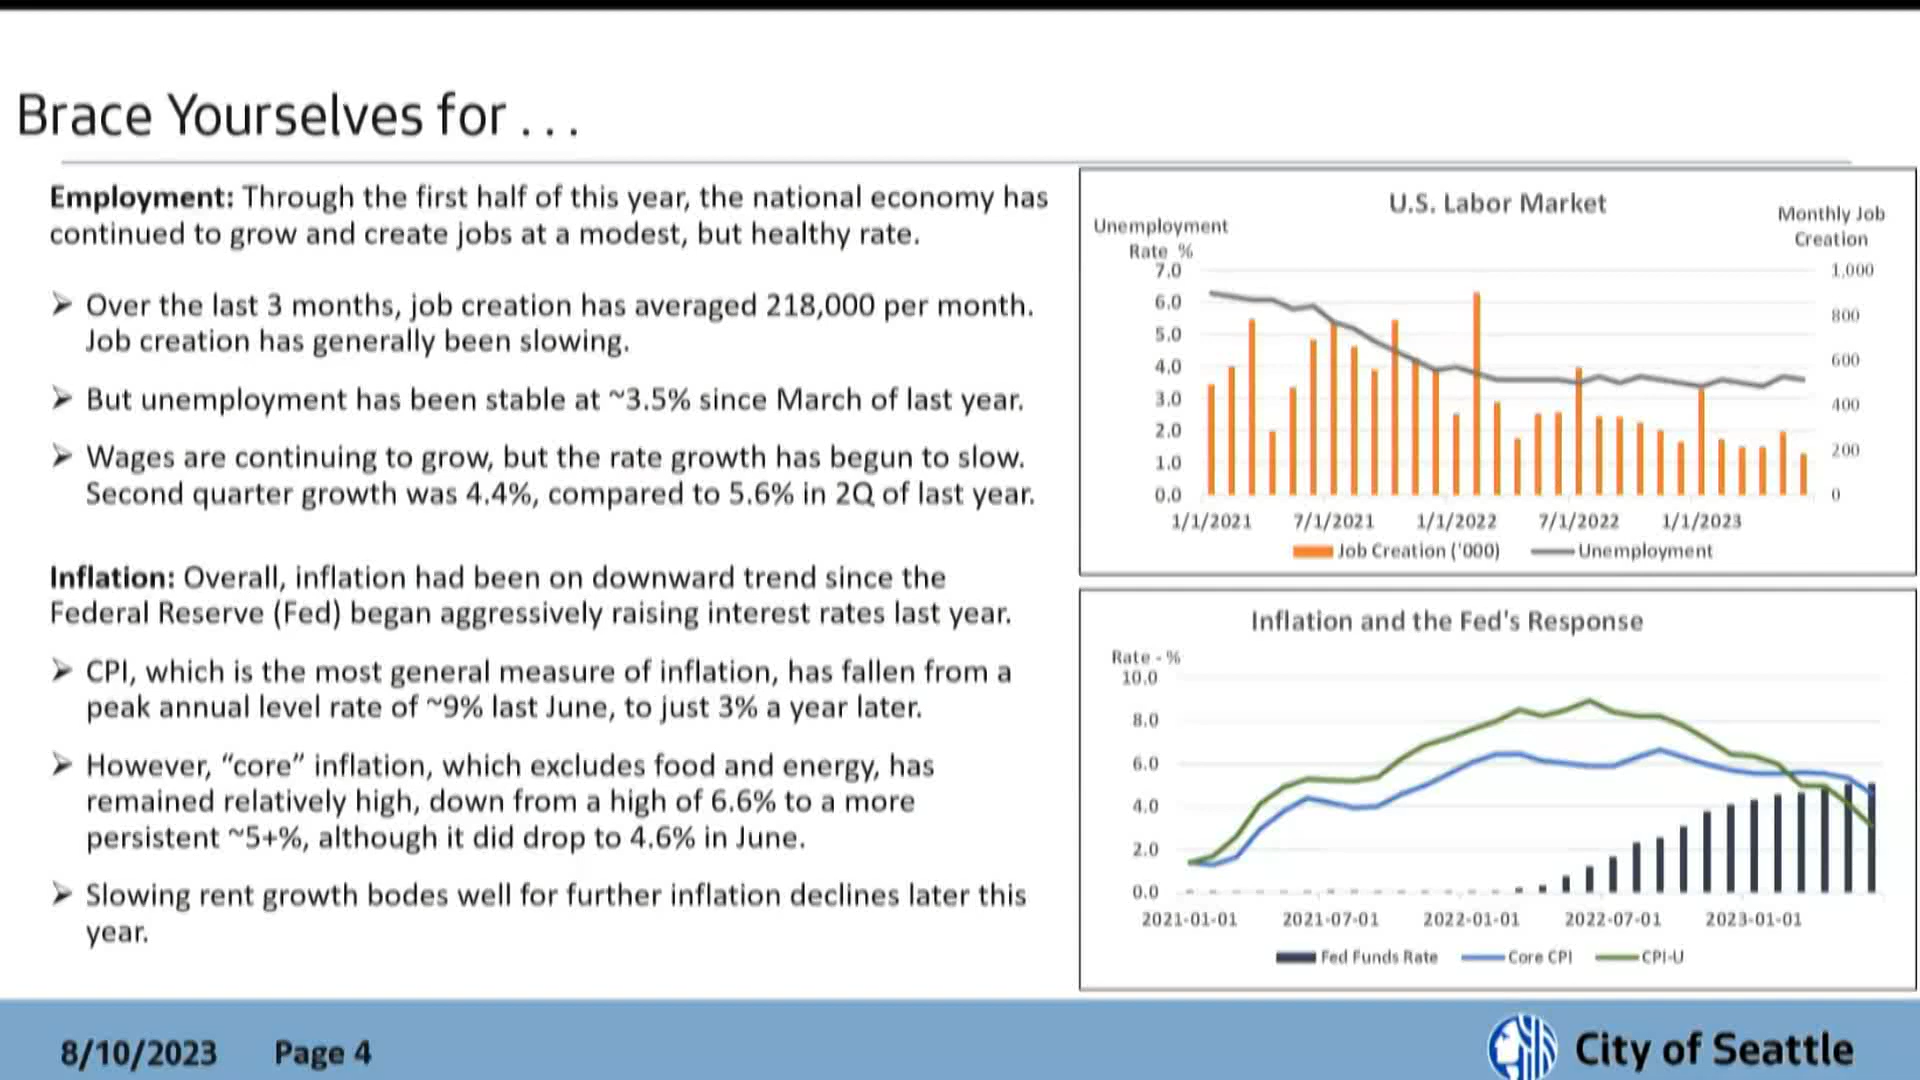 Brace Yourselves for . . .
Employment: Through the first half of this year, the national economy has
continued to grow and create jobs at a modest, but healthy rate.
➢ Over the last 3 months, job creation has averaged 218,000 per month.
Job creation has generally been slowing.
➢ But unemployment has been stable at ~3.5% since March of last year.
➢ Wages are continuing to grow, but the rate growth has begun to slow.
Second quarter growth was 4.4%, compared to 5.6% in 2Q of last year.
Inflation: Overall, inflation had been on downward trend since the
Federal Reserve (Fed) began aggressively raising interest rates last year.
➢ CPI, which is the most general measure of inflation, has fallen from a
peak annual level rate of ~9% last June, to just 3% a year later.
➢ However, “core” inflation, which excludes food and energy, has
remained relatively high, down from a high of 6.6% to a more
persistent ~5+%, although it did drop to 4.6% in June.
➢ Slowing rent growth bodes well for further inflation declines later this
year.
U.S. Labor Market
Unemployment
Rate %
Monthly Job
Creation
7.0
6.0
5.0
4.0
3.0
2.0
1.0
0.0
1,000
800
600
400
200
0
1/1/2021 7/1/2021 1/1/2022 7/1/2022 1/1/2023
Job Creation ('000) Unemployment
Inflation and the Fed's Response
Rate - %
10.0
8.0
6.0
4.0
2.0
0.0
2021-01-01 2021-07-01 2022-01-01 2022-07-01 2023-01-01
Fed Funds Rate Core CPI CPI-U
8/10/2023 Page 4
City of Seattle